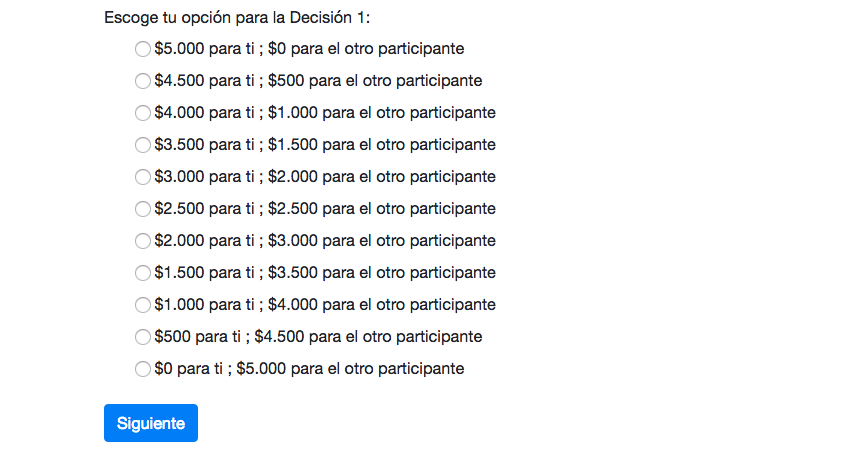 Escoge tu opción para la Decisión 1:
$5.000 para ti ; $0 para el otro participante
$4.500 para ti ; $500 para el otro participante
$4.000 para ti ; $1.000 para el otro participante
$3.500 para ti ; $1.500 para el otro participante
$3.000 para ti ; $2.000 para el otro participante
$2.500 para ti ; $2.500 para el otro participante
$2.000 para ti ; $3.000 para el otro participante
$1.500 para ti ; $3.500 para el otro participante
$1.000 para ti ; $4.000 para el otro participante
$500 para ti ; $4.500 para el otro participante
$0 para ti ; $5.000 para el otro participante
Siguiente